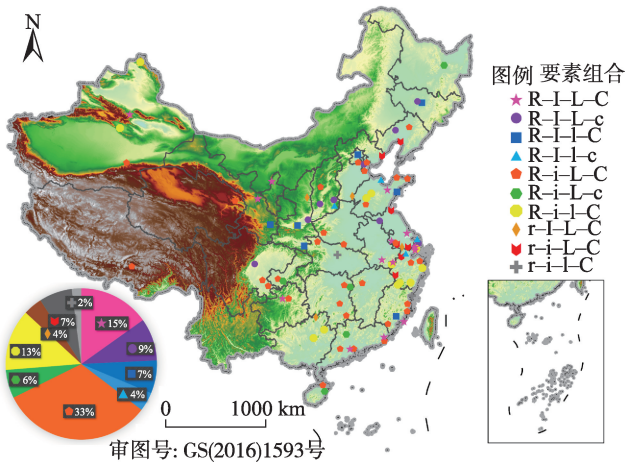 N
图例 要素组合
R–I–L–C
R–I–L–c
R–I–l–C
R–I–l–c
R–i–L–C
R–i–L–c
R–i–l–C
r–I–L–C
r–i–L–C
r–i–l–C
2%
7%
15%
4%
9%
13%
7%
6%
4%
33%
0 1000 km
审图号: GS(2016)1593号